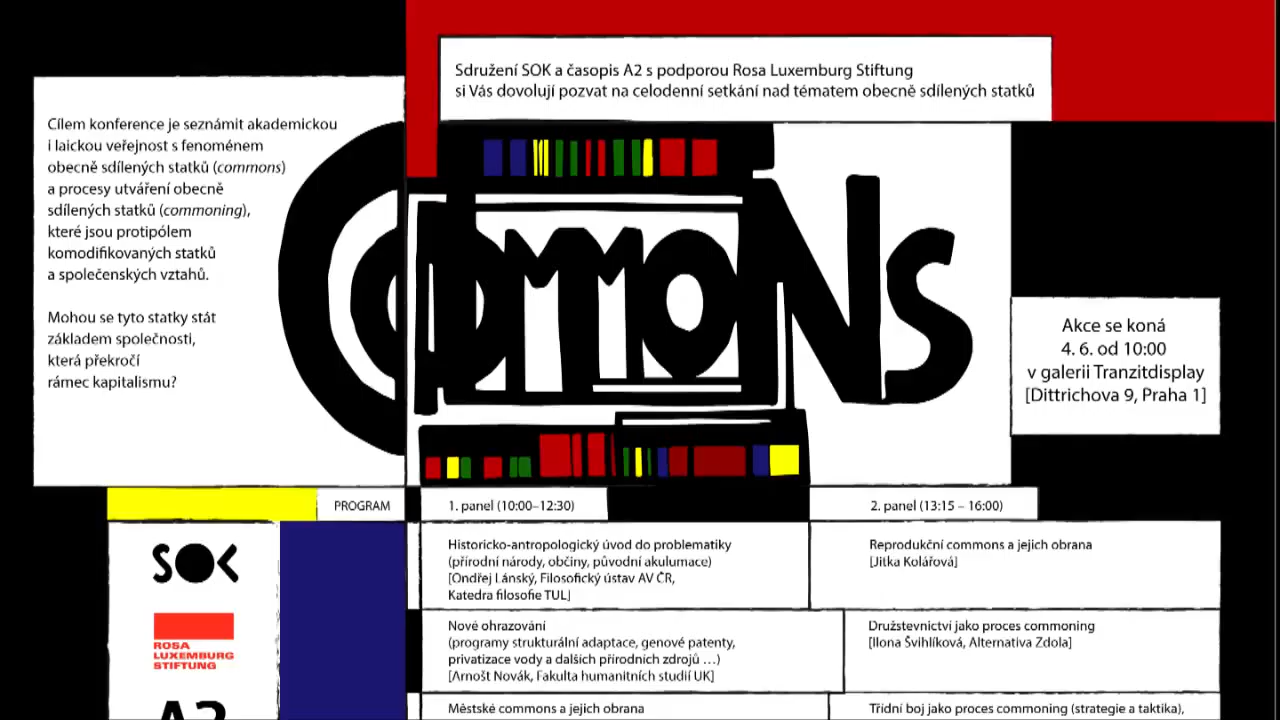 Sdružení SOK a časopis A2 s podporou Rosa Luxemburg Stiftung
si Vás dovolují pozvat na celodenní setkání nad tématem obecně sdílených statků
Cílem konference je seznámit akademickou
i laickou veřejnost s fenoménem
obecně sdílených statků (commons)
a procesy utváření obecně
sdílených statků (commoning),
které jsou protipólem
komodifikovaných statků
a společenských vztahů.
Mohou se tyto statky stát
základem společnosti,
která překročí
rámec kapitalismu?
COMMONS
Akce se koná
4. 6. od 10:00
v galerii Tranzitdisplay
[Dittrichova 9, Praha 1]
PROGRAM
1. panel (10:00–12:30)
2. panel (13:15 – 16:00)
SOK
ROSA
LUXEMBURG
STIFTUNG
A2
Historicko-antropologický úvod do problematiky
(přírodní národy, občiny, původní akulumace)
[Ondřej Lánský, Filosofický ústav AV ČR,
Katedra filosofie TUL]
Reprodukční commons a jejich obrana
[Jitka Kolářová]
Nové ohrazování
(programy strukturální adaptace, genové patenty,
privatizace vody a dalších přírodních zdrojů …)
[Arnošt Novák, Fakulta humanitních studií UK]
Družstevnictví jako proces commoning
[Ilona Švihlíková, Alternativa Zdola]
Městské commons a jejich obrana
Třídní boj jako proces commoning (strategie a taktika),